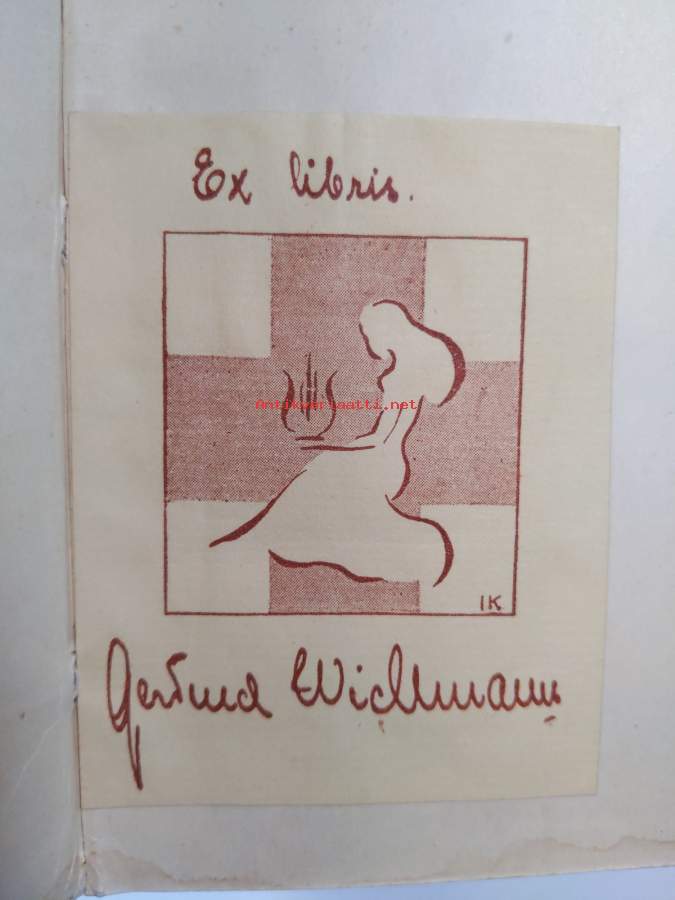 Ex libris.
Antikvariaatti.net
IK
Gertrud Wichmann